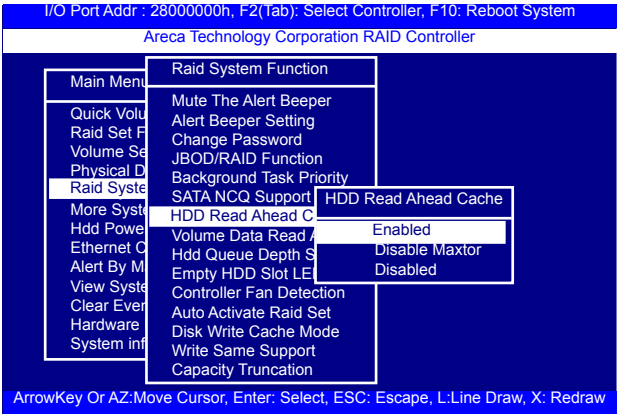 I/O Port Addr : 28000000h, F2(Tab): Select Controller, F10: Reboot System
Areca Technology Corporation RAID Controller
Main Menu
Quick Volu
Raid Set F
Volume Se
Physical D
Raid Syste
More Syste
Hdd Powe
Ethernet C
Alert By M
View Syste
Clear Even
Hardware
System inf
Raid System Function
Mute The Alert Beeper
Alert Beeper Setting
Change Password
JBOD/RAID Function
Background Task Priority
SATA NCQ Support
HDD Read Ahead C
Volume Data Read A
Hdd Queue Depth S
Empty HDD Slot LE
Controller Fan Detection
Auto Activate Raid Set
Disk Write Cache Mode
Write Same Support
Capacity Truncation
HDD Read Ahead Cache
Enabled
Disable Maxtor
Disabled
ArrowKey Or AZ:Move Cursor, Enter: Select, ESC: Escape, L:Line Draw, X: Redraw